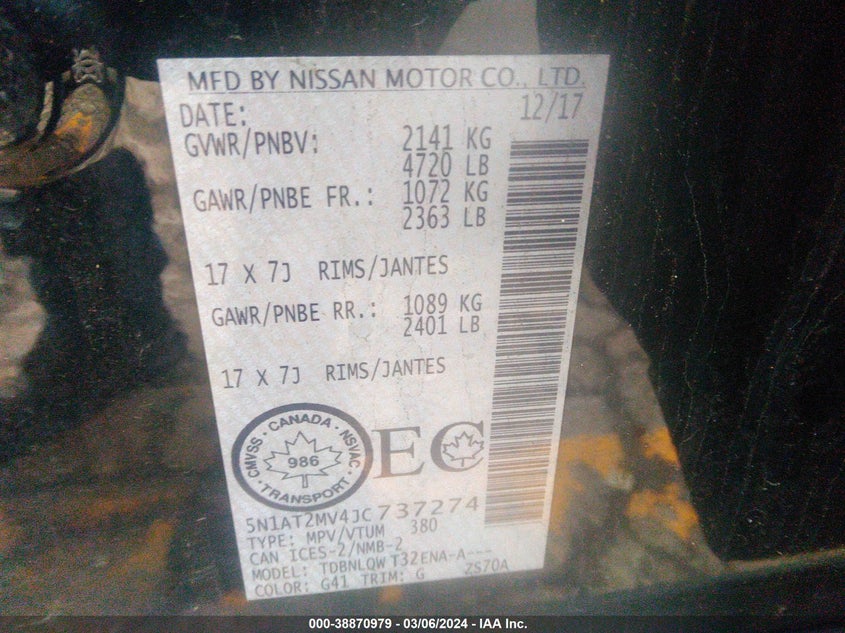 MFD BY NISSAN MOTOR CO., LTD.
DATE: 12/17
GVWR/PNBV: 2141 KG
4720 LB
GAWR/PNBE FR.: 1072 KG
2363 LB
17 X 7J RIMS/JANTES
GAWR/PNBE RR.: 1089 KG
2401 LB
17 X 7J RIMS/JANTES
CMVSS · CANADA · NSVAC · TRANSPORT ·
986
EC
5N1AT2MV4JC737274
TYPE: MPV/VTUM 380
CAN ICES-2/NMB-2
MODEL: TDBNLQW T32ENA-A---
COLOR: G41 TRIM: G ZS70A
000-38870979 — 03/06/2024 — IAA Inc.